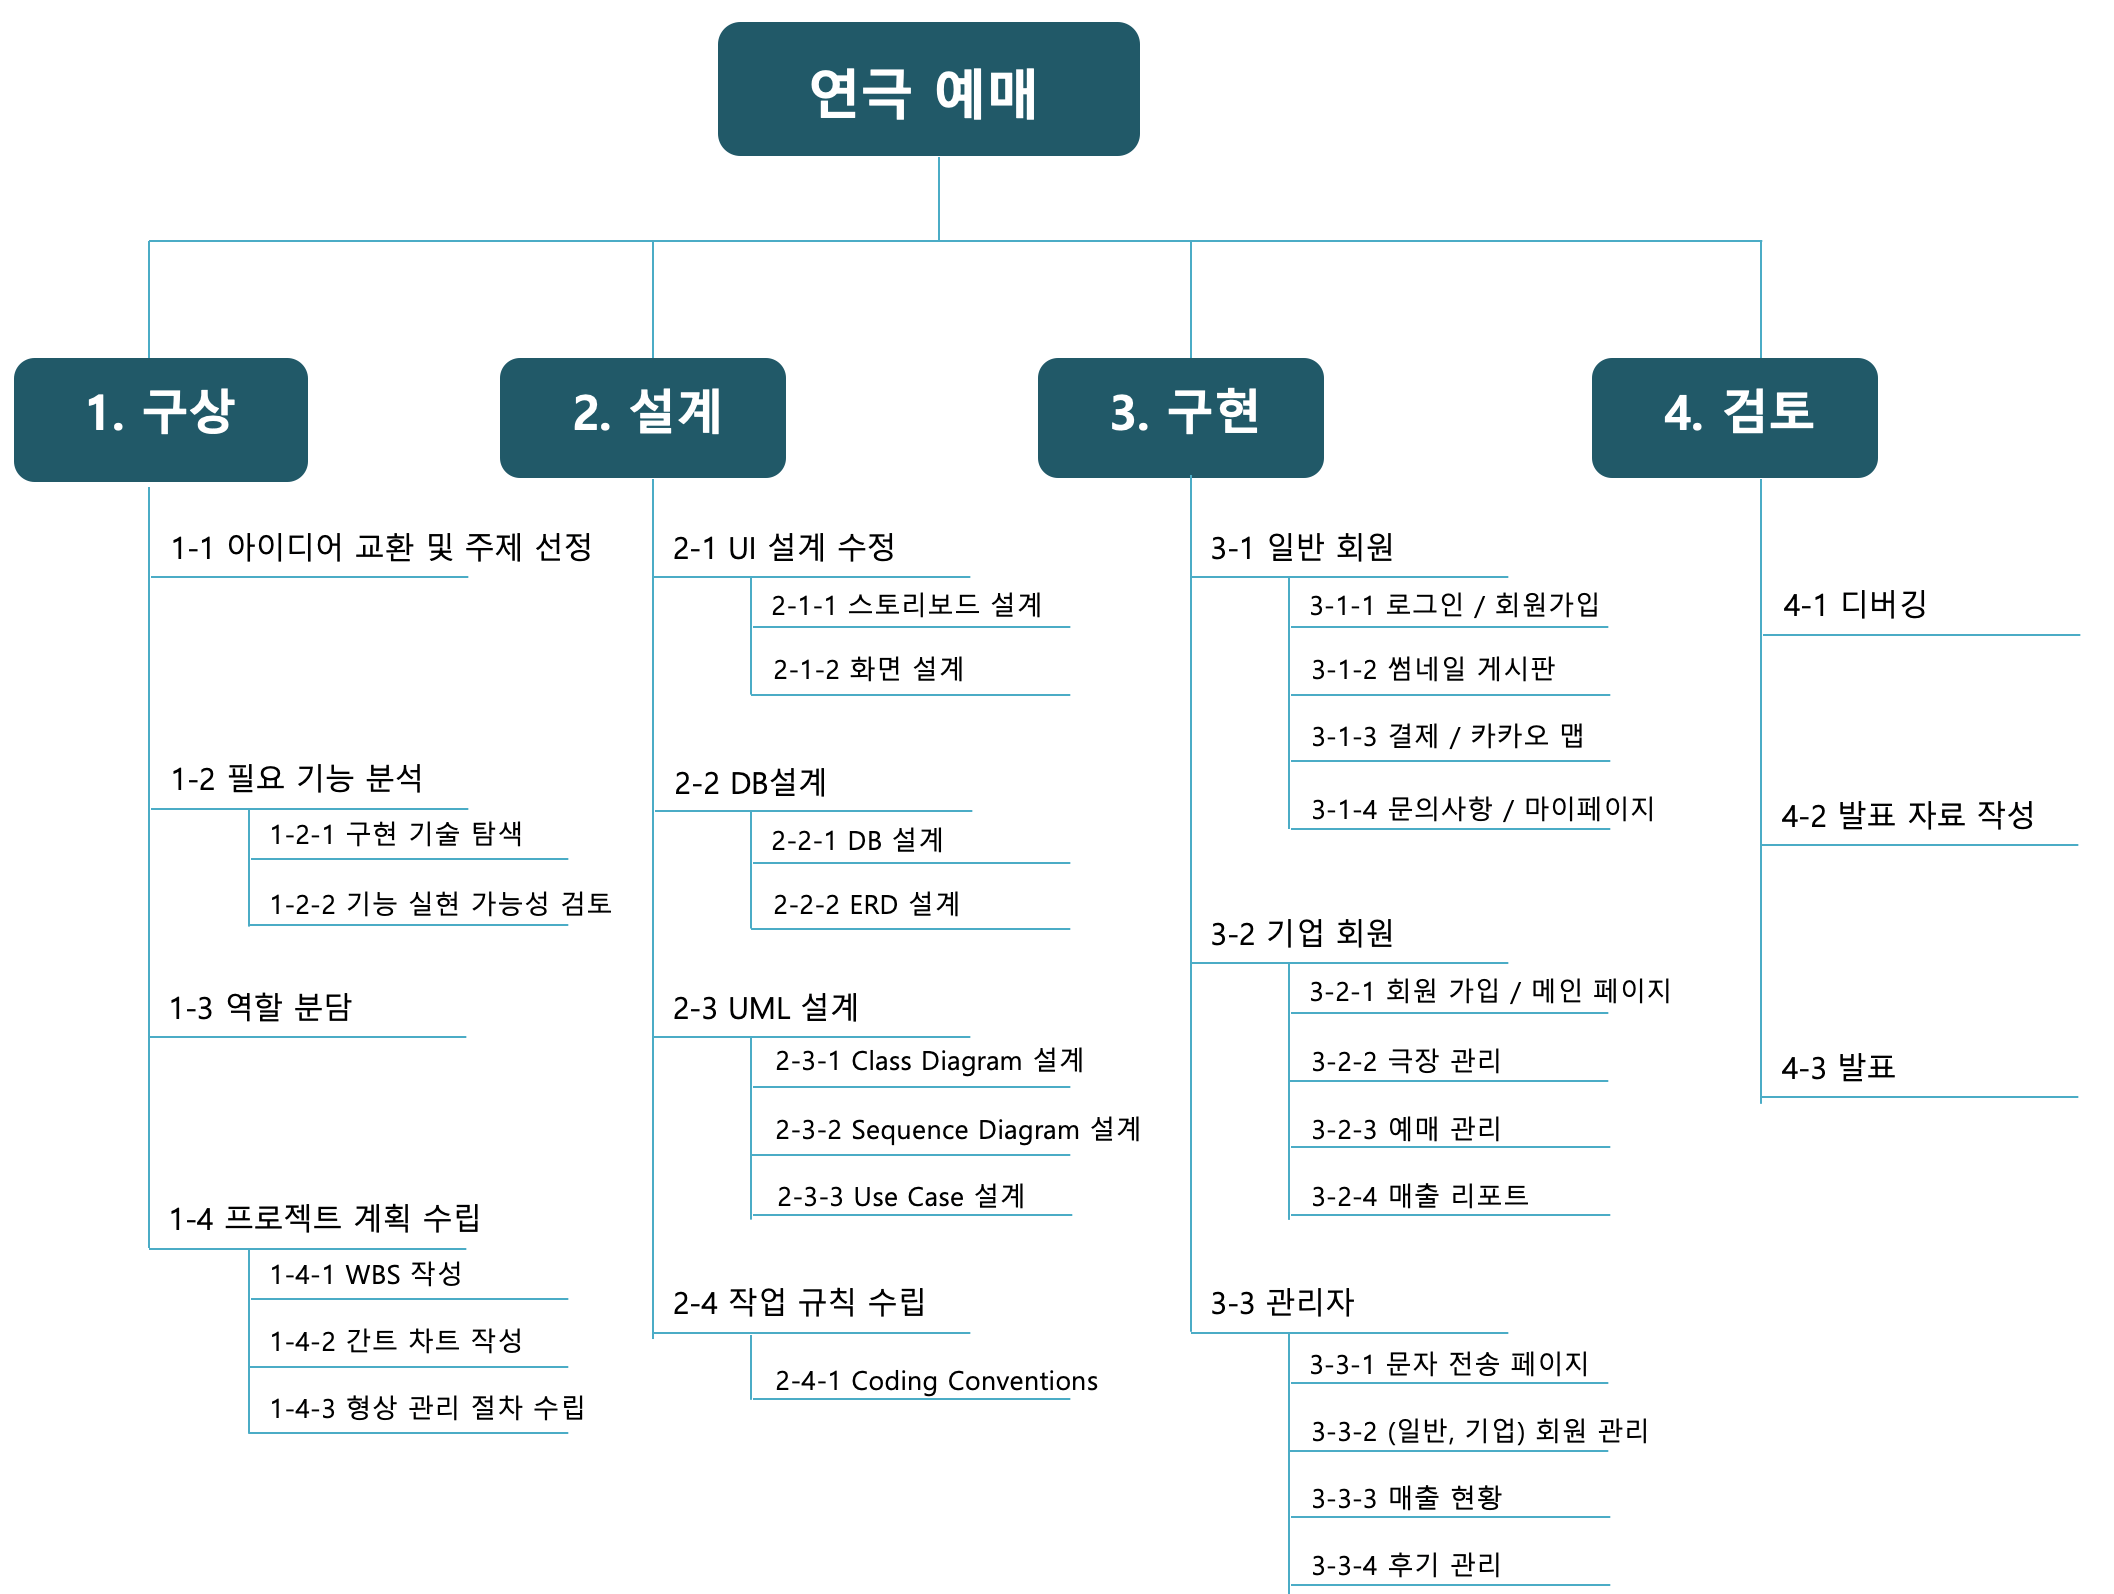 연극 예매
1. 구상
1-1 아이디어 교환 및 주제 선정
1-2 필요 기능 분석
1-2-1 구현 기술 탐색
1-2-2 기능 실현 가능성 검토
1-3 역할 분담
1-4 프로젝트 계획 수립
1-4-1 WBS 작성
1-4-2 간트 차트 작성
1-4-3 형상 관리 절차 수립
2. 설계
2-1 UI 설계 수정
2-1-1 스토리보드 설계
2-1-2 화면 설계
2-2 DB설계
2-2-1 DB 설계
2-2-2 ERD 설계
2-3 UML 설계
2-3-1 Class Diagram 설계
2-3-2 Sequence Diagram 설계
2-3-3 Use Case 설계
2-4 작업 규칙 수립
2-4-1 Coding Conventions
3. 구현
3-1 일반 회원
3-1-1 로그인 / 회원가입
3-1-2 썸네일 게시판
3-1-3 결제 / 카카오 맵
3-1-4 문의사항 / 마이페이지
3-2 기업 회원
3-2-1 회원 가입 / 메인 페이지
3-2-2 극장 관리
3-2-3 예매 관리
3-2-4 매출 리포트
3-3 관리자
3-3-1 문자 전송 페이지
3-3-2 (일반, 기업) 회원 관리
3-3-3 매출 현황
3-3-4 후기 관리
4. 검토
4-1 디버깅
4-2 발표 자료 작성
4-3 발표